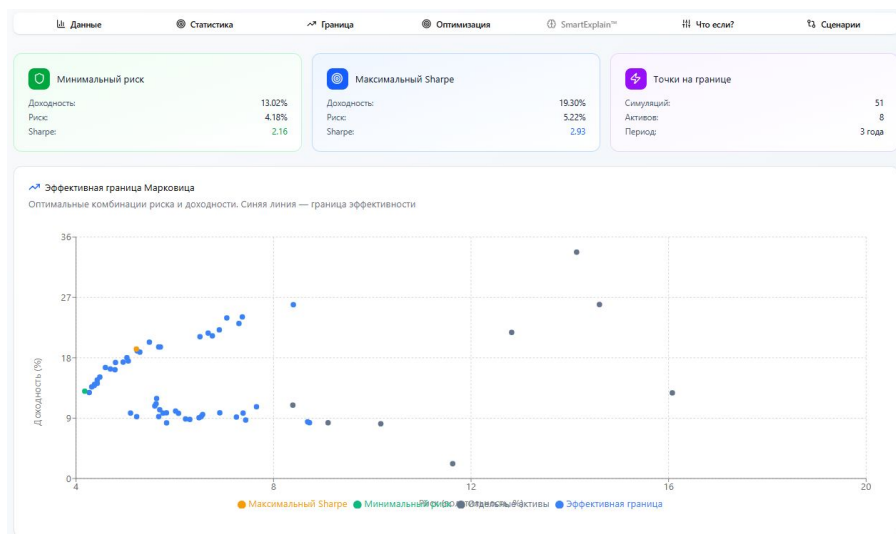 Данные Статистика Граница Оптимизация SmartExplain™ Что если? Сценарии
Минимальный риск
Доходность: 13.02%
Риск: 4.18%
Sharpe: 2.16
Максимальный Sharpe
Доходность: 19.30%
Риск: 5.22%
Sharpe: 2.93
Точки на границе
Симуляций: 51
Активов: 8
Период: 3 года
Эффективная граница Марковица
Оптимальные комбинации риска и доходности. Синяя линия — граница эффективности
Доходность (%)
36
27
18
9
0
4 8 12 16 20
Максимальный Sharpe Минимальный риск Отдельные активы Эффективная граница